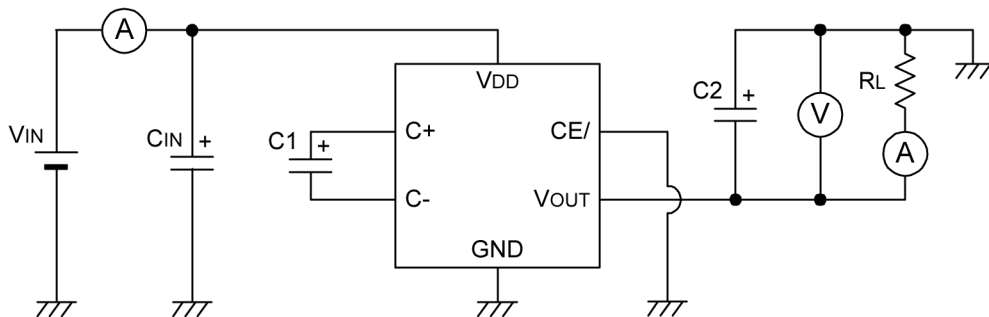 A
VIN
CIN
+
C1
+
VDD
C+
C-
CE/
VOUT
GND
C2
+
V
RL
A